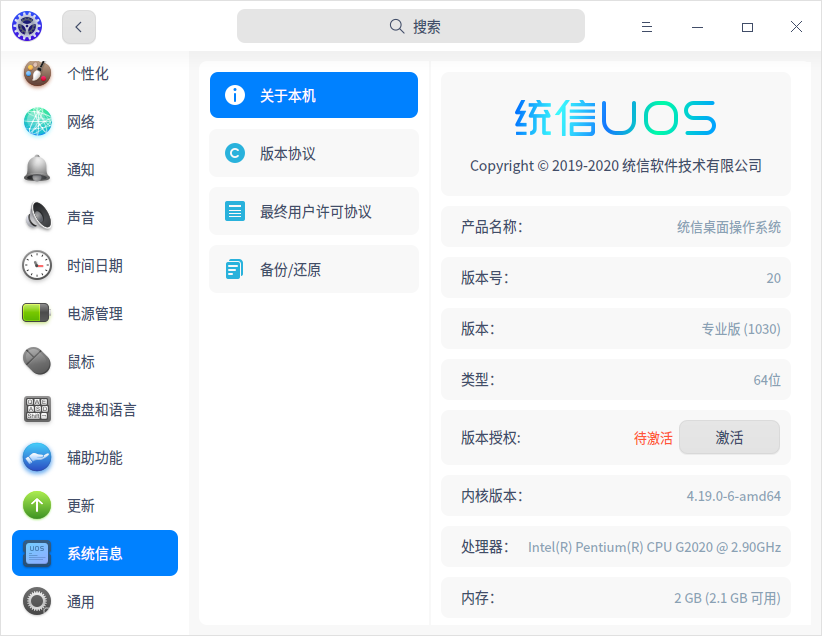 搜索
个性化
网络
通知
声音
时间日期
电源管理
鼠标
键盘和语言
辅助功能
更新
系统信息
通用
关于本机
版本协议
最终用户许可协议
备份/还原
统信UOS
Copyright © 2019-2020 统信软件技术有限公司
产品名称： 统信桌面操作系统
版本号： 20
版本： 专业版 (1030)
类型： 64位
版本授权: 待激活 激活
内核版本： 4.19.0-6-amd64
处理器： Intel(R) Pentium(R) CPU G2020 @ 2.90GHz
内存： 2 GB (2.1 GB 可用)